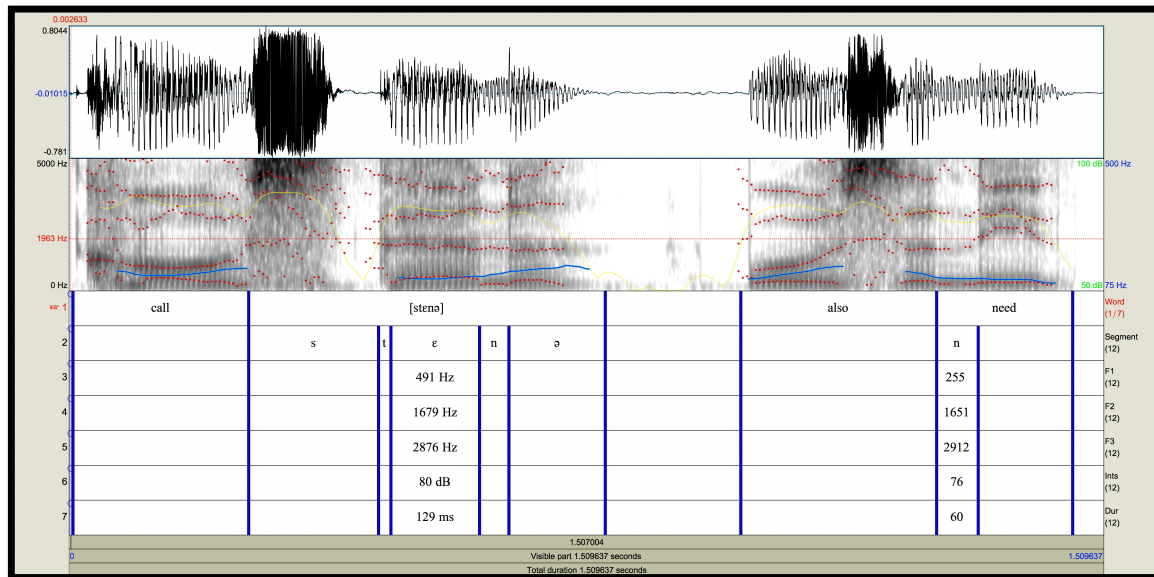 0.002633
0.8044
-0.01015
-0.781
5000 Hz 100 dB 500 Hz
1963 Hz
0 Hz 50 dB 75 Hz
1 call [stɛnə] also need Word (1/7)
2 s t ɛ n ə n Segment (12)
3 491 Hz 255 F1 (12)
4 1679 Hz 1651 F2 (12)
5 2876 Hz 2912 F3 (12)
6 80 dB 76 Ints (12)
7 129 ms 60 Dur (12)
1.507004
0 Visible part 1.509637 seconds 1.509637
Total duration 1.509637 seconds